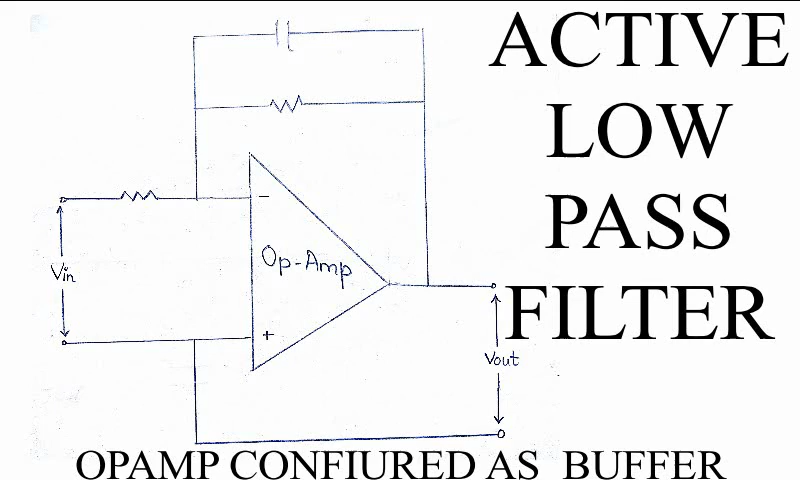 ACTIVE
LOW
PASS
FILTER
Vin
-
Op-Amp
+
Vout
OPAMP CONFIURED AS BUFFER